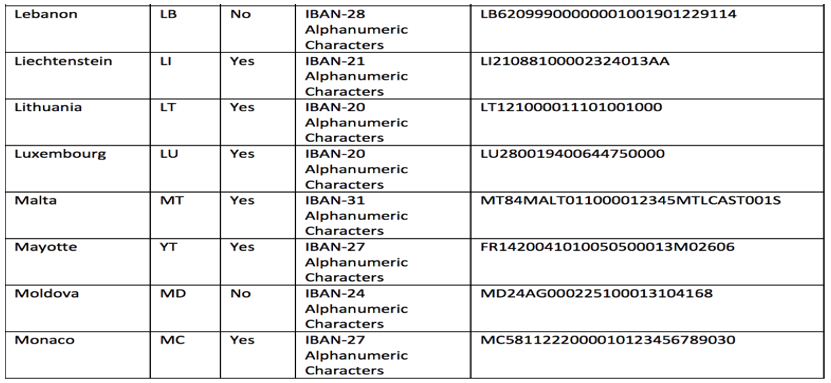 Lebanon LB No IBAN-28 LB62099900000001001901229114
Alphanumeric
Characters
Liechtenstein LI Yes IBAN-21 LI21088100002324013AA
Alphanumeric
Characters
Lithuania LT Yes IBAN-20 LT121000011101001000
Alphanumeric
Characters
Luxembourg LU Yes IBAN-20 LU280019400644750000
Alphanumeric
Characters
Malta MT Yes IBAN-31 MT84MALT011000012345MTLCAST001S
Alphanumeric
Characters
Mayotte YT Yes IBAN-27 FR1420041010050500013M02606
Alphanumeric
Characters
Moldova MD No IBAN-24 MD24AG000225100013104168
Alphanumeric
Characters
Monaco MC Yes IBAN-27 MC5811222000010123456789030
Alphanumeric
Characters